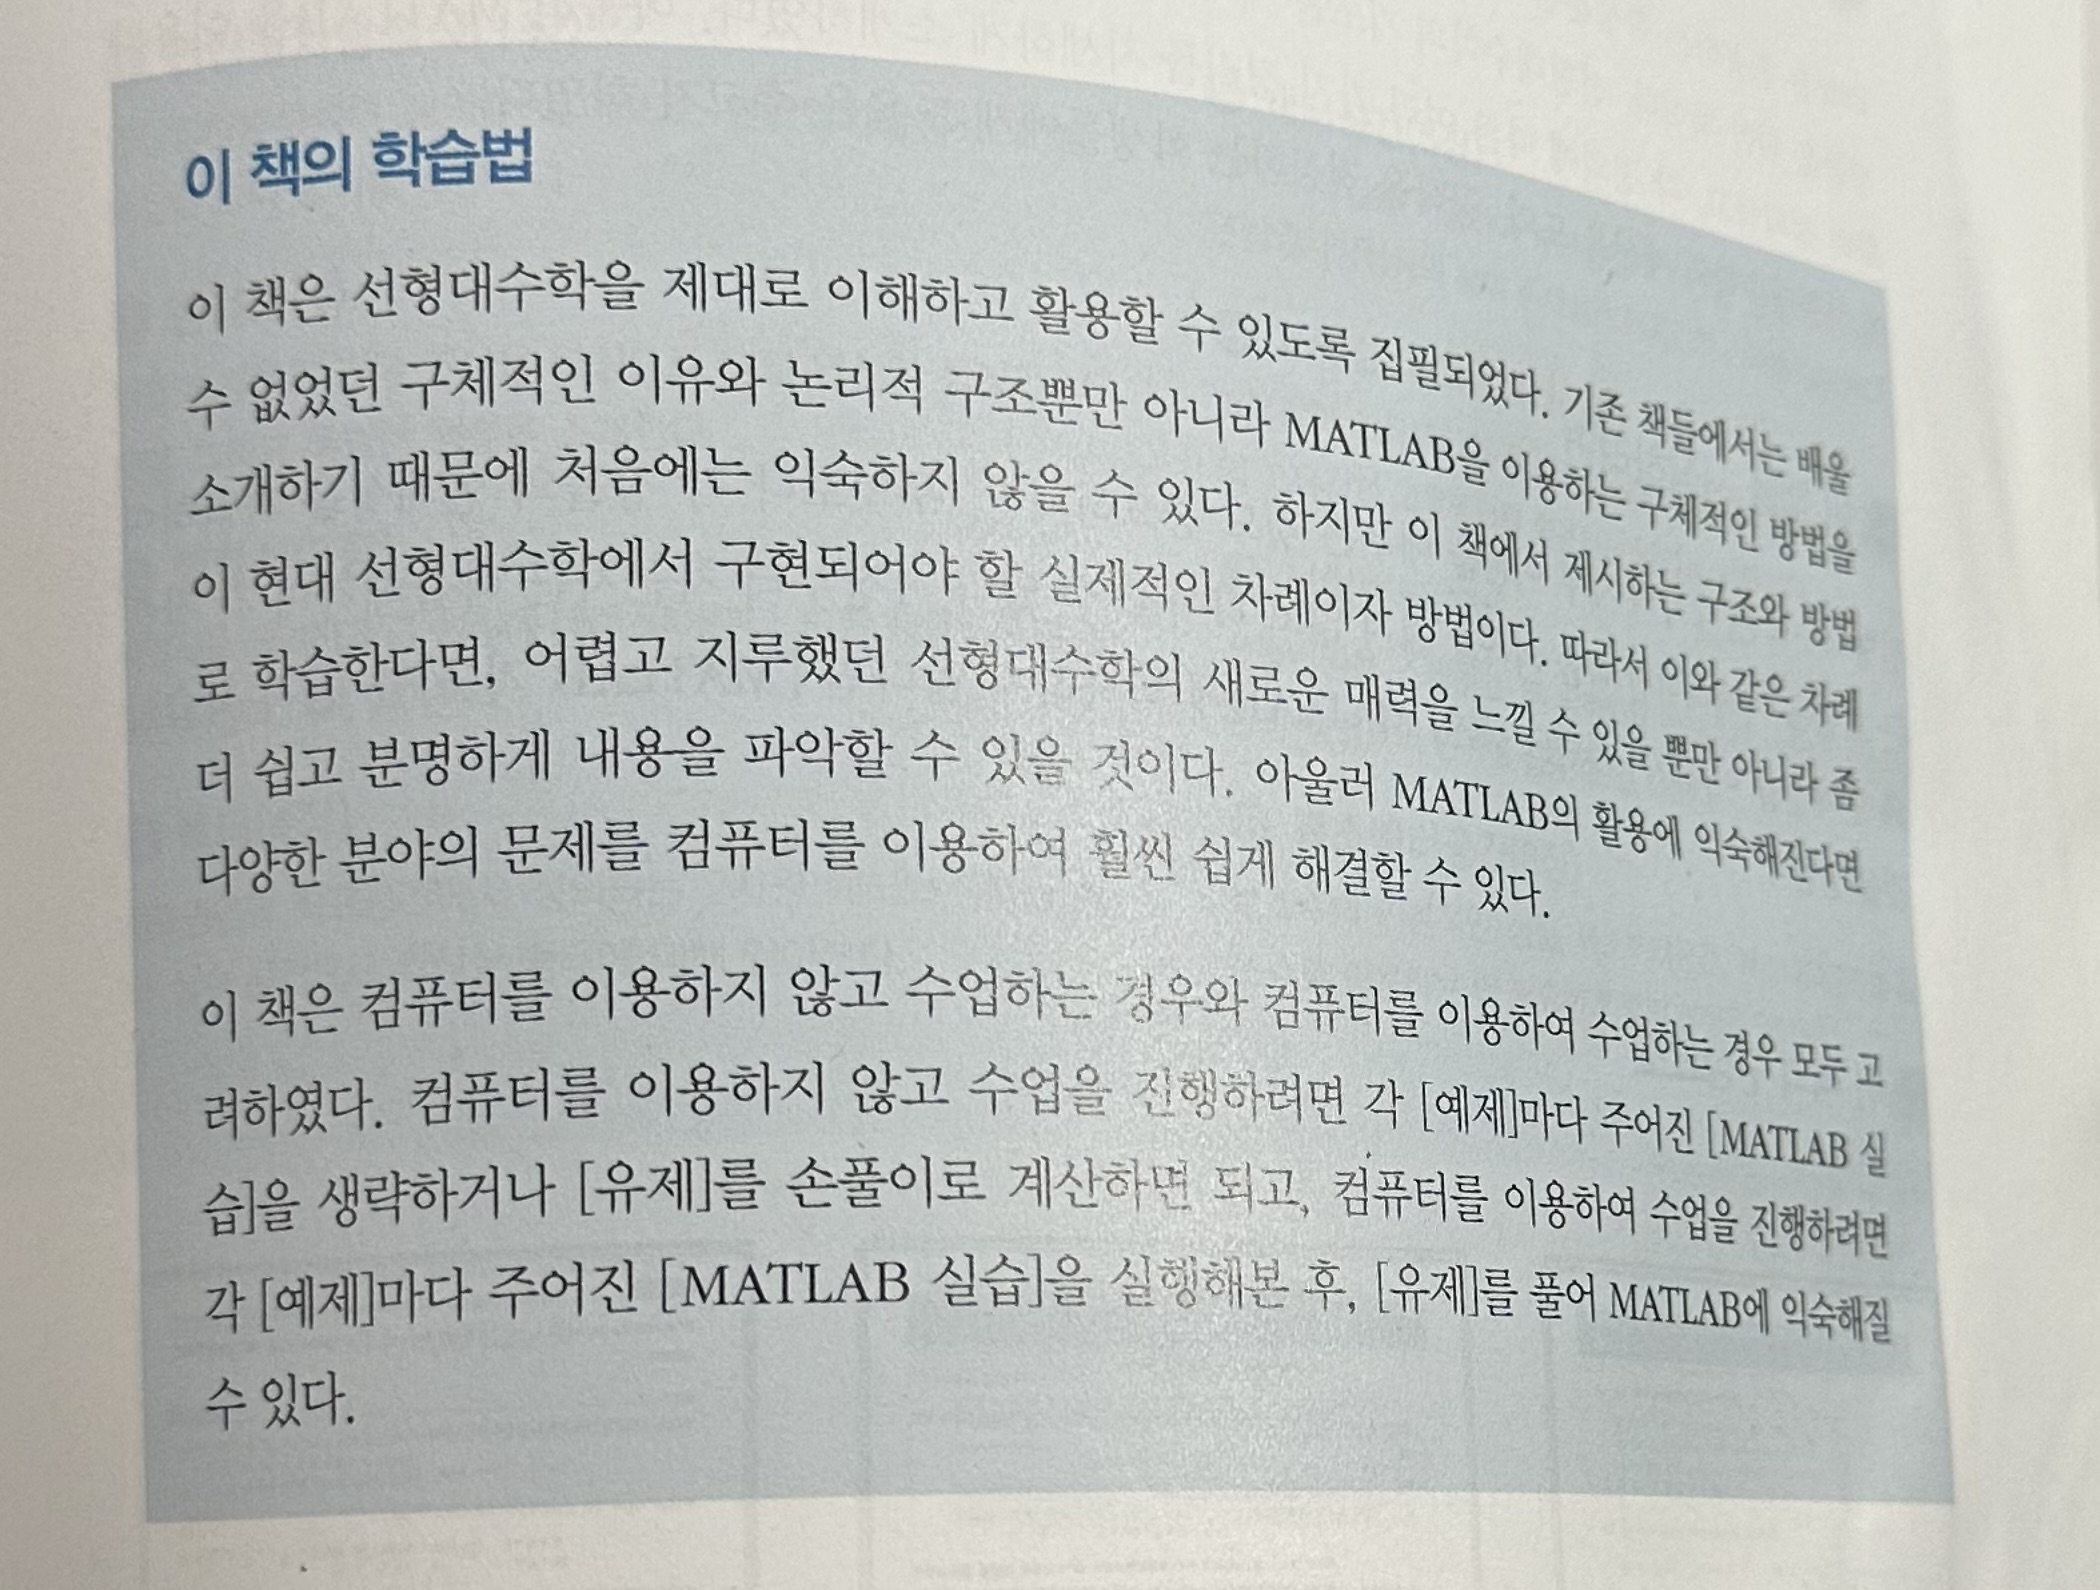 이 책의 학습법
이 책은 선형대수학을 제대로 이해하고 활용할 수 있도록 집필되었다. 기존 책들에서는 배울
수 없었던 구체적인 이유와 논리적 구조뿐만 아니라 MATLAB을 이용하는 구체적인 방법을
소개하기 때문에 처음에는 익숙하지 않을 수 있다. 하지만 이 책에서 제시하는 구조와 방법
이 현대 선형대수학에서 구현되어야 할 실제적인 차례이자 방법이다. 따라서 이와 같은 차례
로 학습한다면, 어렵고 지루했던 선형대수학의 새로운 매력을 느낄 수 있을 뿐만 아니라 좀
더 쉽고 분명하게 내용을 파악할 수 있을 것이다. 아울러 MATLAB의 활용에 익숙해진다면
다양한 분야의 문제를 컴퓨터를 이용하여 훨씬 쉽게 해결할 수 있다.
이 책은 컴퓨터를 이용하지 않고 수업하는 경우와 컴퓨터를 이용하여 수업하는 경우 모두 고
려하였다. 컴퓨터를 이용하지 않고 수업을 진행하려면 각 [예제]마다 주어진 [MATLAB 실
습]을 생략하거나 [유제]를 손풀이로 계산하면 되고, 컴퓨터를 이용하여 수업을 진행하려면
각 [예제]마다 주어진 [MATLAB 실습]을 실행해본 후, [유제]를 풀어 MATLAB에 익숙해질
수 있다.